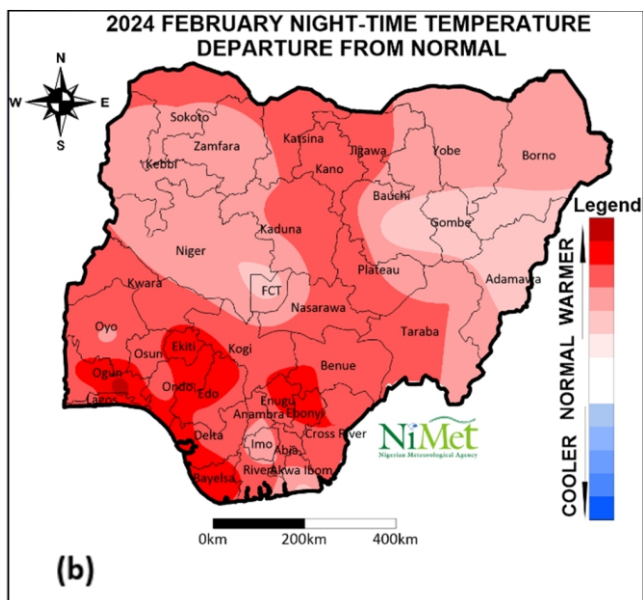 2024 FEBRUARY NIGHT-TIME TEMPERATURE
DEPARTURE FROM NORMAL
N
W E
S
Sokoto
Zamfara
Katsina
Jigawa
Yobe
Borno
Kebbi
Kano
Bauchi
Gombe
Legend
Kaduna
Niger
Plateau
Adamawa
FCT
Kwara
Nasarawa
Taraba
Oyo
Osun
Ekiti
Kogi
Benue
Ogun
Ondo
Edo
Enugu
Lagos
Anambra
Ebonyi
Delta
Imo
Abia
Cross River
Bayelsa
Rivers
Akwa Ibom
NiMet
Nigerian Meteorological Agency
COOLER NORMAL WARMER
0km 200km 400km
(b)